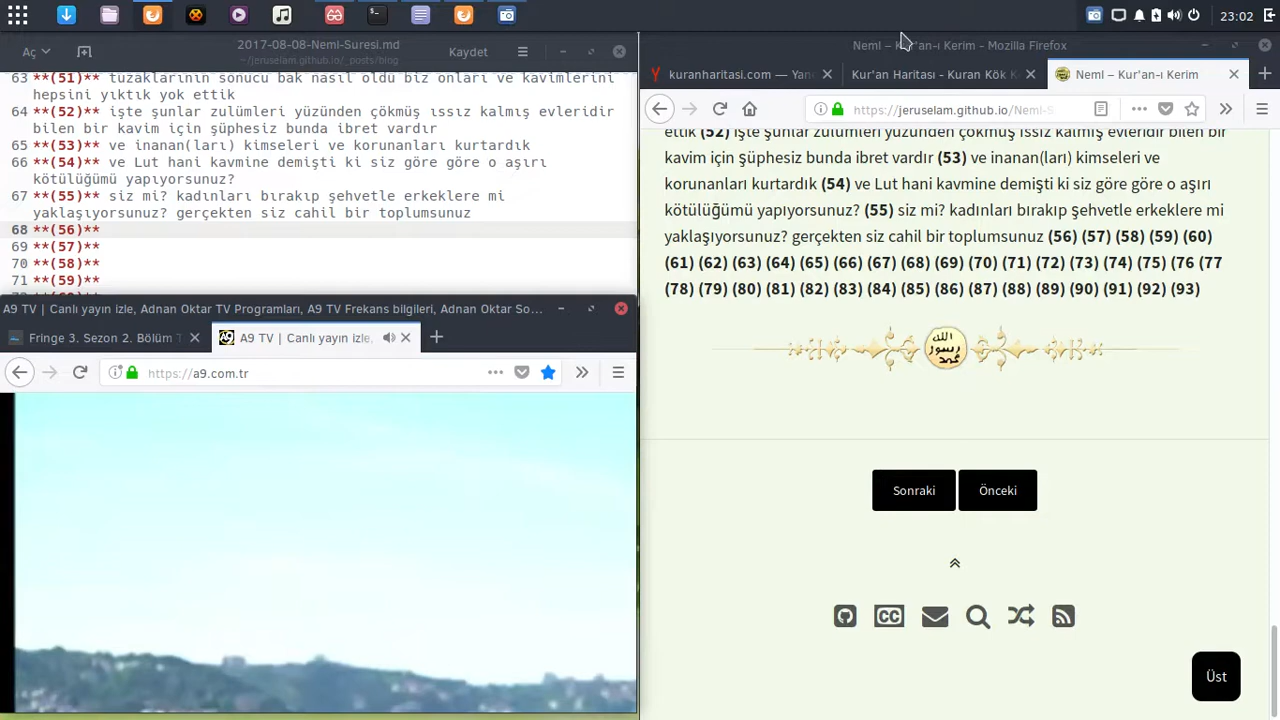 23:02
Aç
2017-08-08-Neml-Suresi.md
~/jeruselam.github.io/_posts/blog
Kaydet
63 **(51)** tuzaklarının sonucu bak nasıl oldu biz onları ve kavimlerini
hepsini yıktık yok ettik
64 **(52)** işte şunlar zulümleri yüzünden çökmüş ıssız kalmış evleridir
bilen bir kavim için şüphesiz bunda ibret vardır
65 **(53)** ve inanan(ları) kimseleri ve korunanları kurtardık
66 **(54)** ve Lut hani kavmine demişti ki siz göre göre o aşırı
kötülüğümü yapıyorsunuz?
67 **(55)** siz mi? kadınları bırakıp şehvetle erkeklere mi
yaklaşıyorsunuz? gerçekten siz cahil bir toplumsunuz
68 **(56)**
69 **(57)**
70 **(58)**
71 **(59)**
A9 TV | Canlı yayın izle, Adnan Oktar TV Programları, A9 TV Frekans bilgileri, Adnan Oktar So...
Fringe 3. Sezon 2. Bölüm T
A9 TV | Canlı yayın izle,
https://a9.com.tr
Neml – Kur'an-ı Kerim - Mozilla Firefox
kuranharitasi.com — Yan
Kur'an Haritası - Kuran Kök K
Neml – Kur'an-ı Kerim
https://jeruselam.github.io/Neml-S
ettik (52) işte şunlar zulümleri yüzünden çökmüş ıssız kalmış evleridir bilen bir
kavim için şüphesiz bunda ibret vardır (53) ve inanan(ları) kimseleri ve
korunanları kurtardık (54) ve Lut hani kavmine demişti ki siz göre göre o aşırı
kötülüğümü yapıyorsunuz? (55) siz mi? kadınları bırakıp şehvetle erkeklere mi
yaklaşıyorsunuz? gerçekten siz cahil bir toplumsunuz (56) (57) (58) (59) (60)
(61) (62) (63) (64) (65) (66) (67) (68) (69) (70) (71) (72) (73) (74) (75) (76 (77
(78) (79) (80) (81) (82) (83) (84) (85) (86) (87) (88) (89) (90) (91) (92) (93)
الله
رسول
محمد
Sonraki
Önceki
Üst